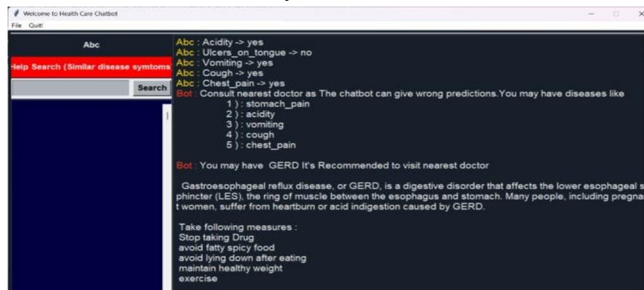 Welcome to Health Care Chatbot
File Quit!
Abc
Help Search (Similar disease symtoms
Search
Abc : Acidity -> yes
Abc : Ulcers_on_tongue -> no
Abc : Vomiting -> yes
Abc : Cough -> yes
Abc : Chest_pain -> yes
Bot : Consult nearest doctor as The chatbot can give wrong predictions.You may have diseases like
1 ) : stomach_pain
2 ) : acidity
3 ) : vomiting
4 ) : cough
5 ) : chest_pain
Bot : You may have GERD It's Recommended to visit nearest doctor
Gastroesophageal reflux disease, or GERD, is a digestive disorder that affects the lower esophageal s
phincter (LES), the ring of muscle between the esophagus and stomach. Many people, including pregna
t women, suffer from heartburn or acid indigestion caused by GERD.
Take following measures :
Stop taking Drug
avoid fatty spicy food
avoid lying down after eating
maintain healthy weight
exercise